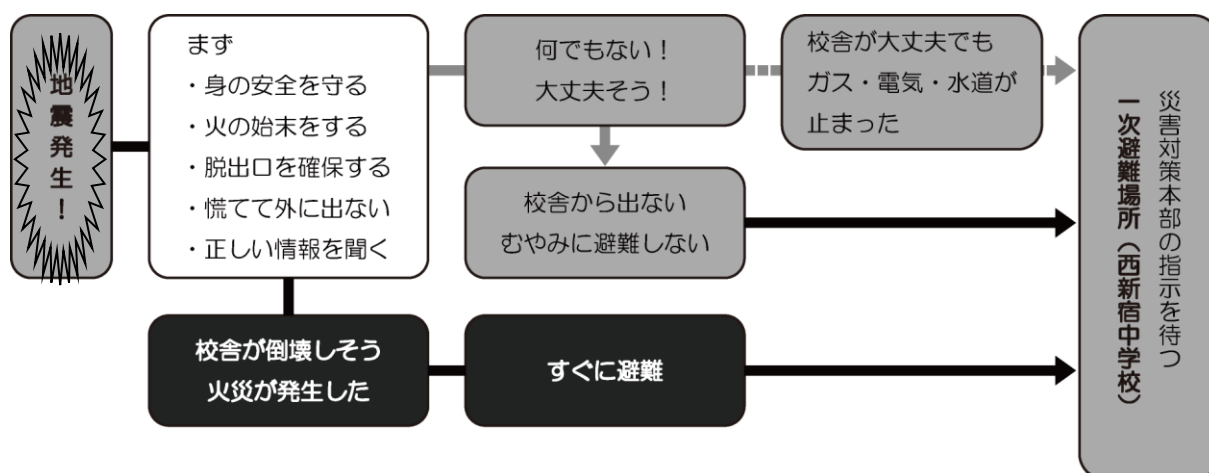 地震発生！
まず
・身の安全を守る
・火の始末をする
・脱出口を確保する
・慌てて外に出ない
・正しい情報を聞く
何でもない！
大丈夫そう！
校舎が大丈夫でも
ガス・電気・水道が
止まった
校舎から出ない
むやみに避難しない
校舎が倒壊しそう
火災が発生した
すぐに避難
災害対策本部の指示を待つ
一次避難場所（西新宿中学校）